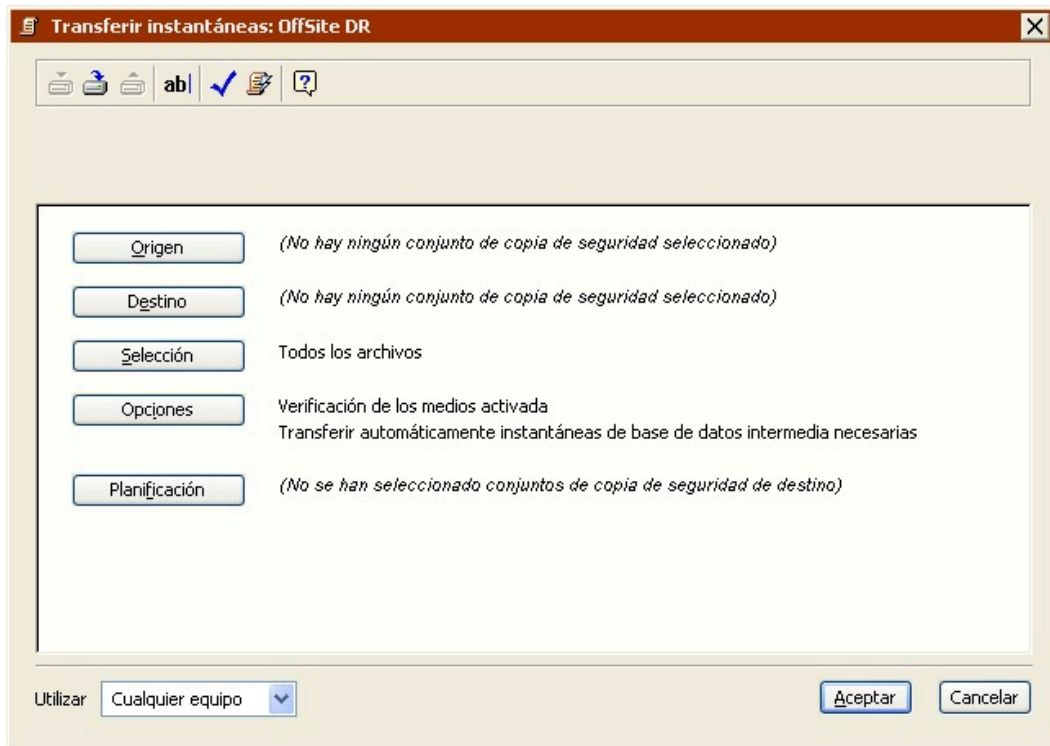 Transferir instantáneas: OffSite DR
ab|
Origen
(No hay ningún conjunto de copia de seguridad seleccionado)
Destino
(No hay ningún conjunto de copia de seguridad seleccionado)
Selección
Todos los archivos
Opciones
Verificación de los medios activada
Transferir automáticamente instantáneas de base de datos intermedia necesarias
Planificación
(No se han seleccionado conjuntos de copia de seguridad de destino)
Utilizar
Cualquier equipo
Aceptar
Cancelar